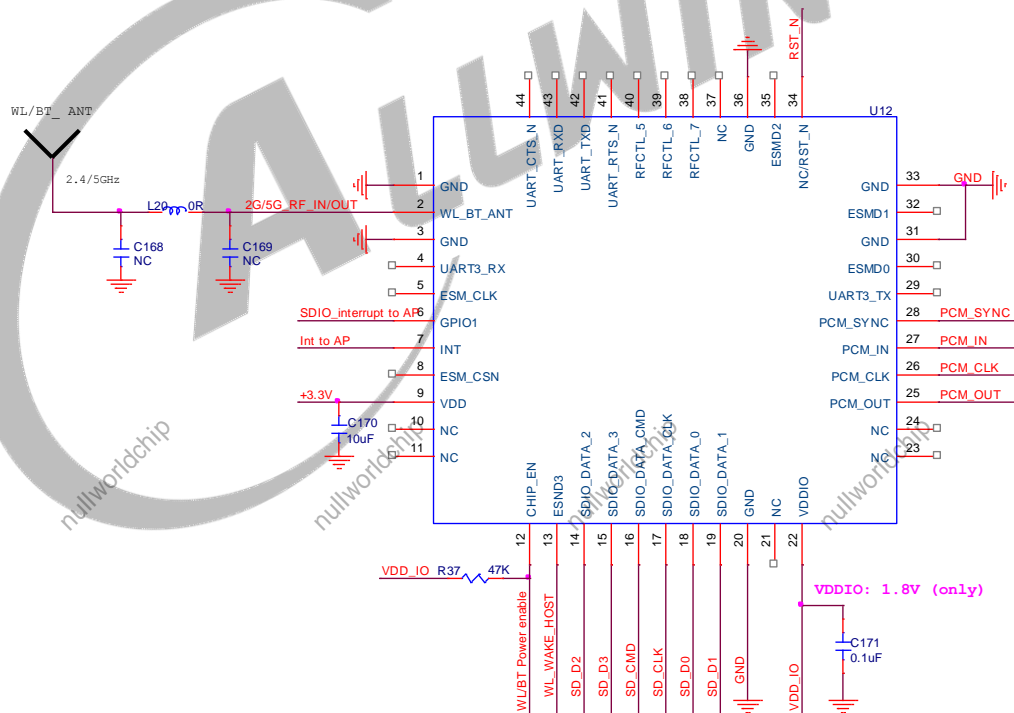 ALLWIN
RST_N
44
43
42
41
40
39
38
37
36
35
34
U12
UART_CTS_N
UART_RXD
UART_TXD
UART_RTS_N
RFCTL_5
RFCTL_6
RFCTL_7
NC
GND
ESMD2
NC/RST_N
WL/BT_ ANT
2.4/5GHz
L20 0R
2G/5G_RF_IN/OUT
C168
NC
C169
NC
1 GND
2 WL_BT_ANT
3 GND
4 UART3_RX
5 ESM_CLK
SDIO_interrupt to AP 6 GPIO1
Int to AP 7 INT
8 ESM_CSN
+3.3V 9 VDD
10 NC
11 NC
C170
10uF
GND 33 GND
ESMD1 32
GND 31
ESMD0 30
UART3_TX 29
PCM_SYNC 28 PCM_SYNC
PCM_IN 27 PCM_IN
PCM_CLK 26 PCM_CLK
PCM_OUT 25 PCM_OUT
NC 24
NC 23
nullworldchip
nullworldchip
nullworldchip
nullworldchip
CHIP_EN
ESND3
SDIO_DATA_2
SDIO_DATA_3
SDIO_DATA_CMD
SDIO_DATA_CLK
SDIO_DATA_0
SDIO_DATA_1
GND
NC
VDDIO
12
13
14
15
16
17
18
19
20
21
22
VDD_IO R37 47K
VDDIO: 1.8V (only)
C171
0.1uF
WL/BT Power enable
WL_WAKE_HOST
SD_D2
SD_D3
SD_CMD
SD_CLK
SD_D0
SD_D1
GND
VDD_IO